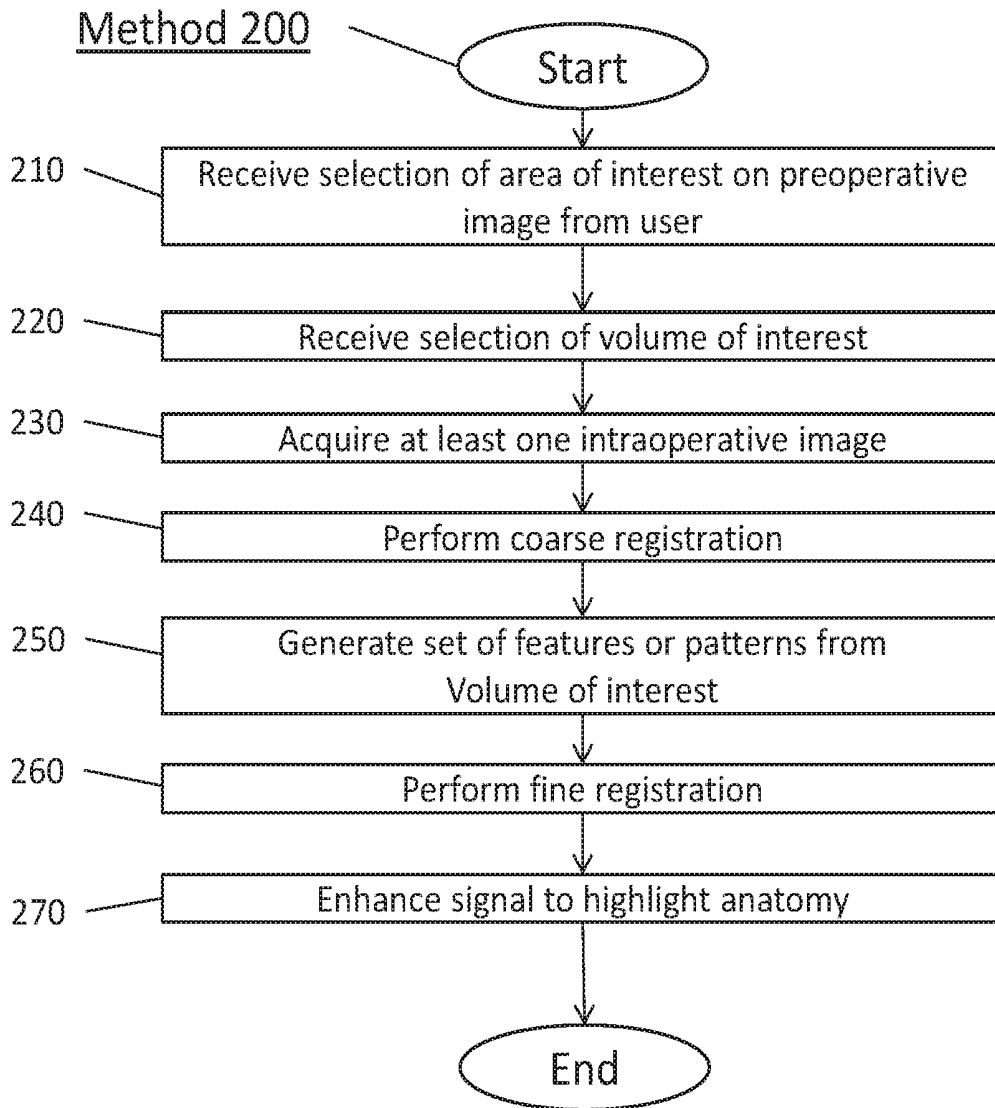 Method 200
Start
210
Receive selection of area of interest on preoperative
image from user
220
Receive selection of volume of interest
230
Acquire at least one intraoperative image
240
Perform coarse registration
250
Generate set of features or patterns from
Volume of interest
260
Perform fine registration
270
Enhance signal to highlight anatomy
End